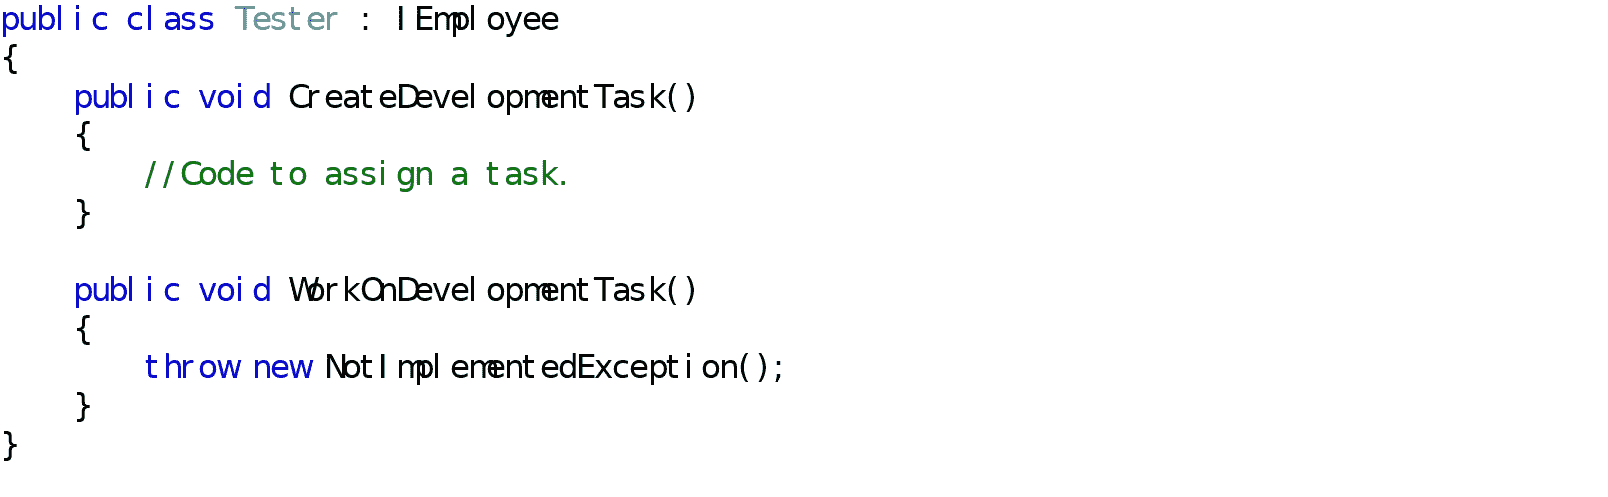 public class Tester : IEmployee
{
    public void CreateDevelopmentTask()
    {
        //Code to assign a task.
    }

    public void WorkOnDevelopmentTask()
    {
        throw new NotImplementedException();
    }
}